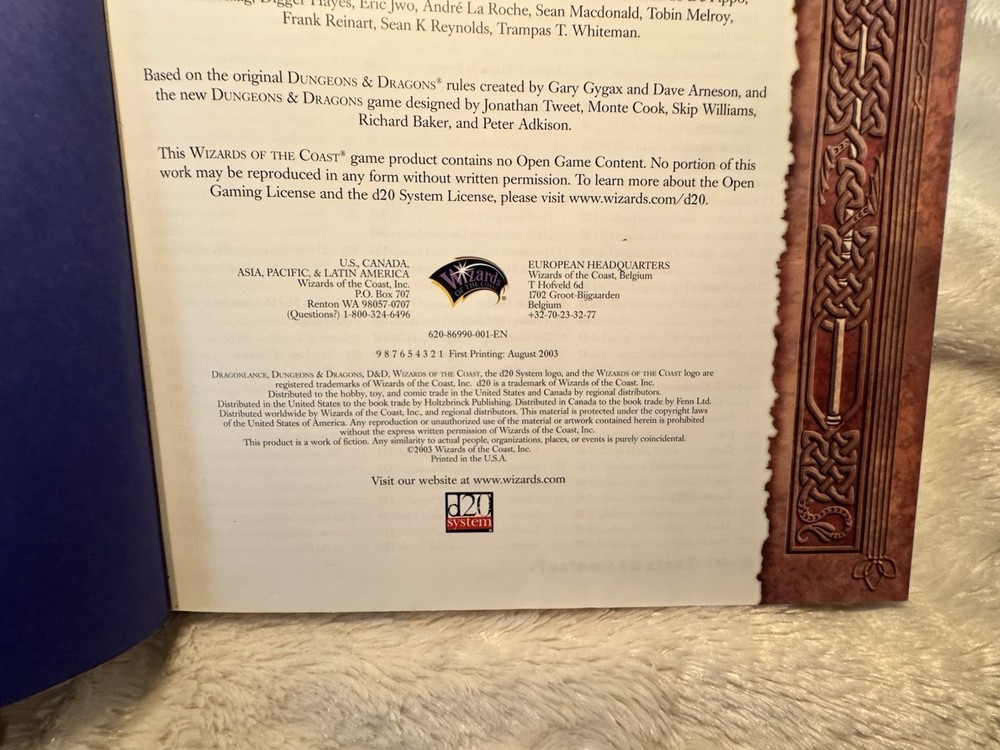 Digger Hayes, Eric Jwo, André La Roche, Sean Macdonald, Tobin Melroy,
Frank Reinart, Sean K Reynolds, Trampas T. Whiteman.
Based on the original DUNGEONS & DRAGONS® rules created by Gary Gygax and Dave Arneson, and
the new DUNGEONS & DRAGONS game designed by Jonathan Tweet, Monte Cook, Skip Williams,
Richard Baker, and Peter Adkison.
This WIZARDS OF THE COAST® game product contains no Open Game Content. No portion of this
work may be reproduced in any form without written permission. To learn more about the Open
Gaming License and the d20 System License, please visit www.wizards.com/d20.
U.S., CANADA,
ASIA, PACIFIC, & LATIN AMERICA
Wizards of the Coast, Inc.
P.O. Box 707
Renton WA 98057-0707
(Questions?) 1-800-324-6496
Wizards
OF THE COAST®
EUROPEAN HEADQUARTERS
Wizards of the Coast, Belgium
T Hofveld 6d
1702 Groot-Bijgaarden
Belgium
+32-70-23-32-77
620-86990-001-EN
9 8 7 6 5 4 3 2 1 First Printing: August 2003
DRAGONLANCE, DUNGEONS & DRAGONS, D&D, WIZARDS OF THE COAST, the d20 System logo, and the WIZARDS OF THE COAST logo are
registered trademarks of Wizards of the Coast, Inc. d20 is a trademark of Wizards of the Coast, Inc.
Distributed to the hobby, toy, and comic trade in the United States and Canada by regional distributors.
Distributed in the United States to the book trade by Holtzbrinck Publishing. Distributed in Canada to the book trade by Fenn Ltd.
Distributed worldwide by Wizards of the Coast, Inc., and regional distributors. This material is protected under the copyright laws
of the United States of America. Any reproduction or unauthorized use of the material or artwork contained herein is prohibited
without the express written permission of Wizards of the Coast, Inc.
This product is a work of fiction. Any similarity to actual people, organizations, places, or events is purely coincidental.
©2003 Wizards of the Coast, Inc.
Printed in the U.S.A.
Visit our website at www.wizards.com
d20
system